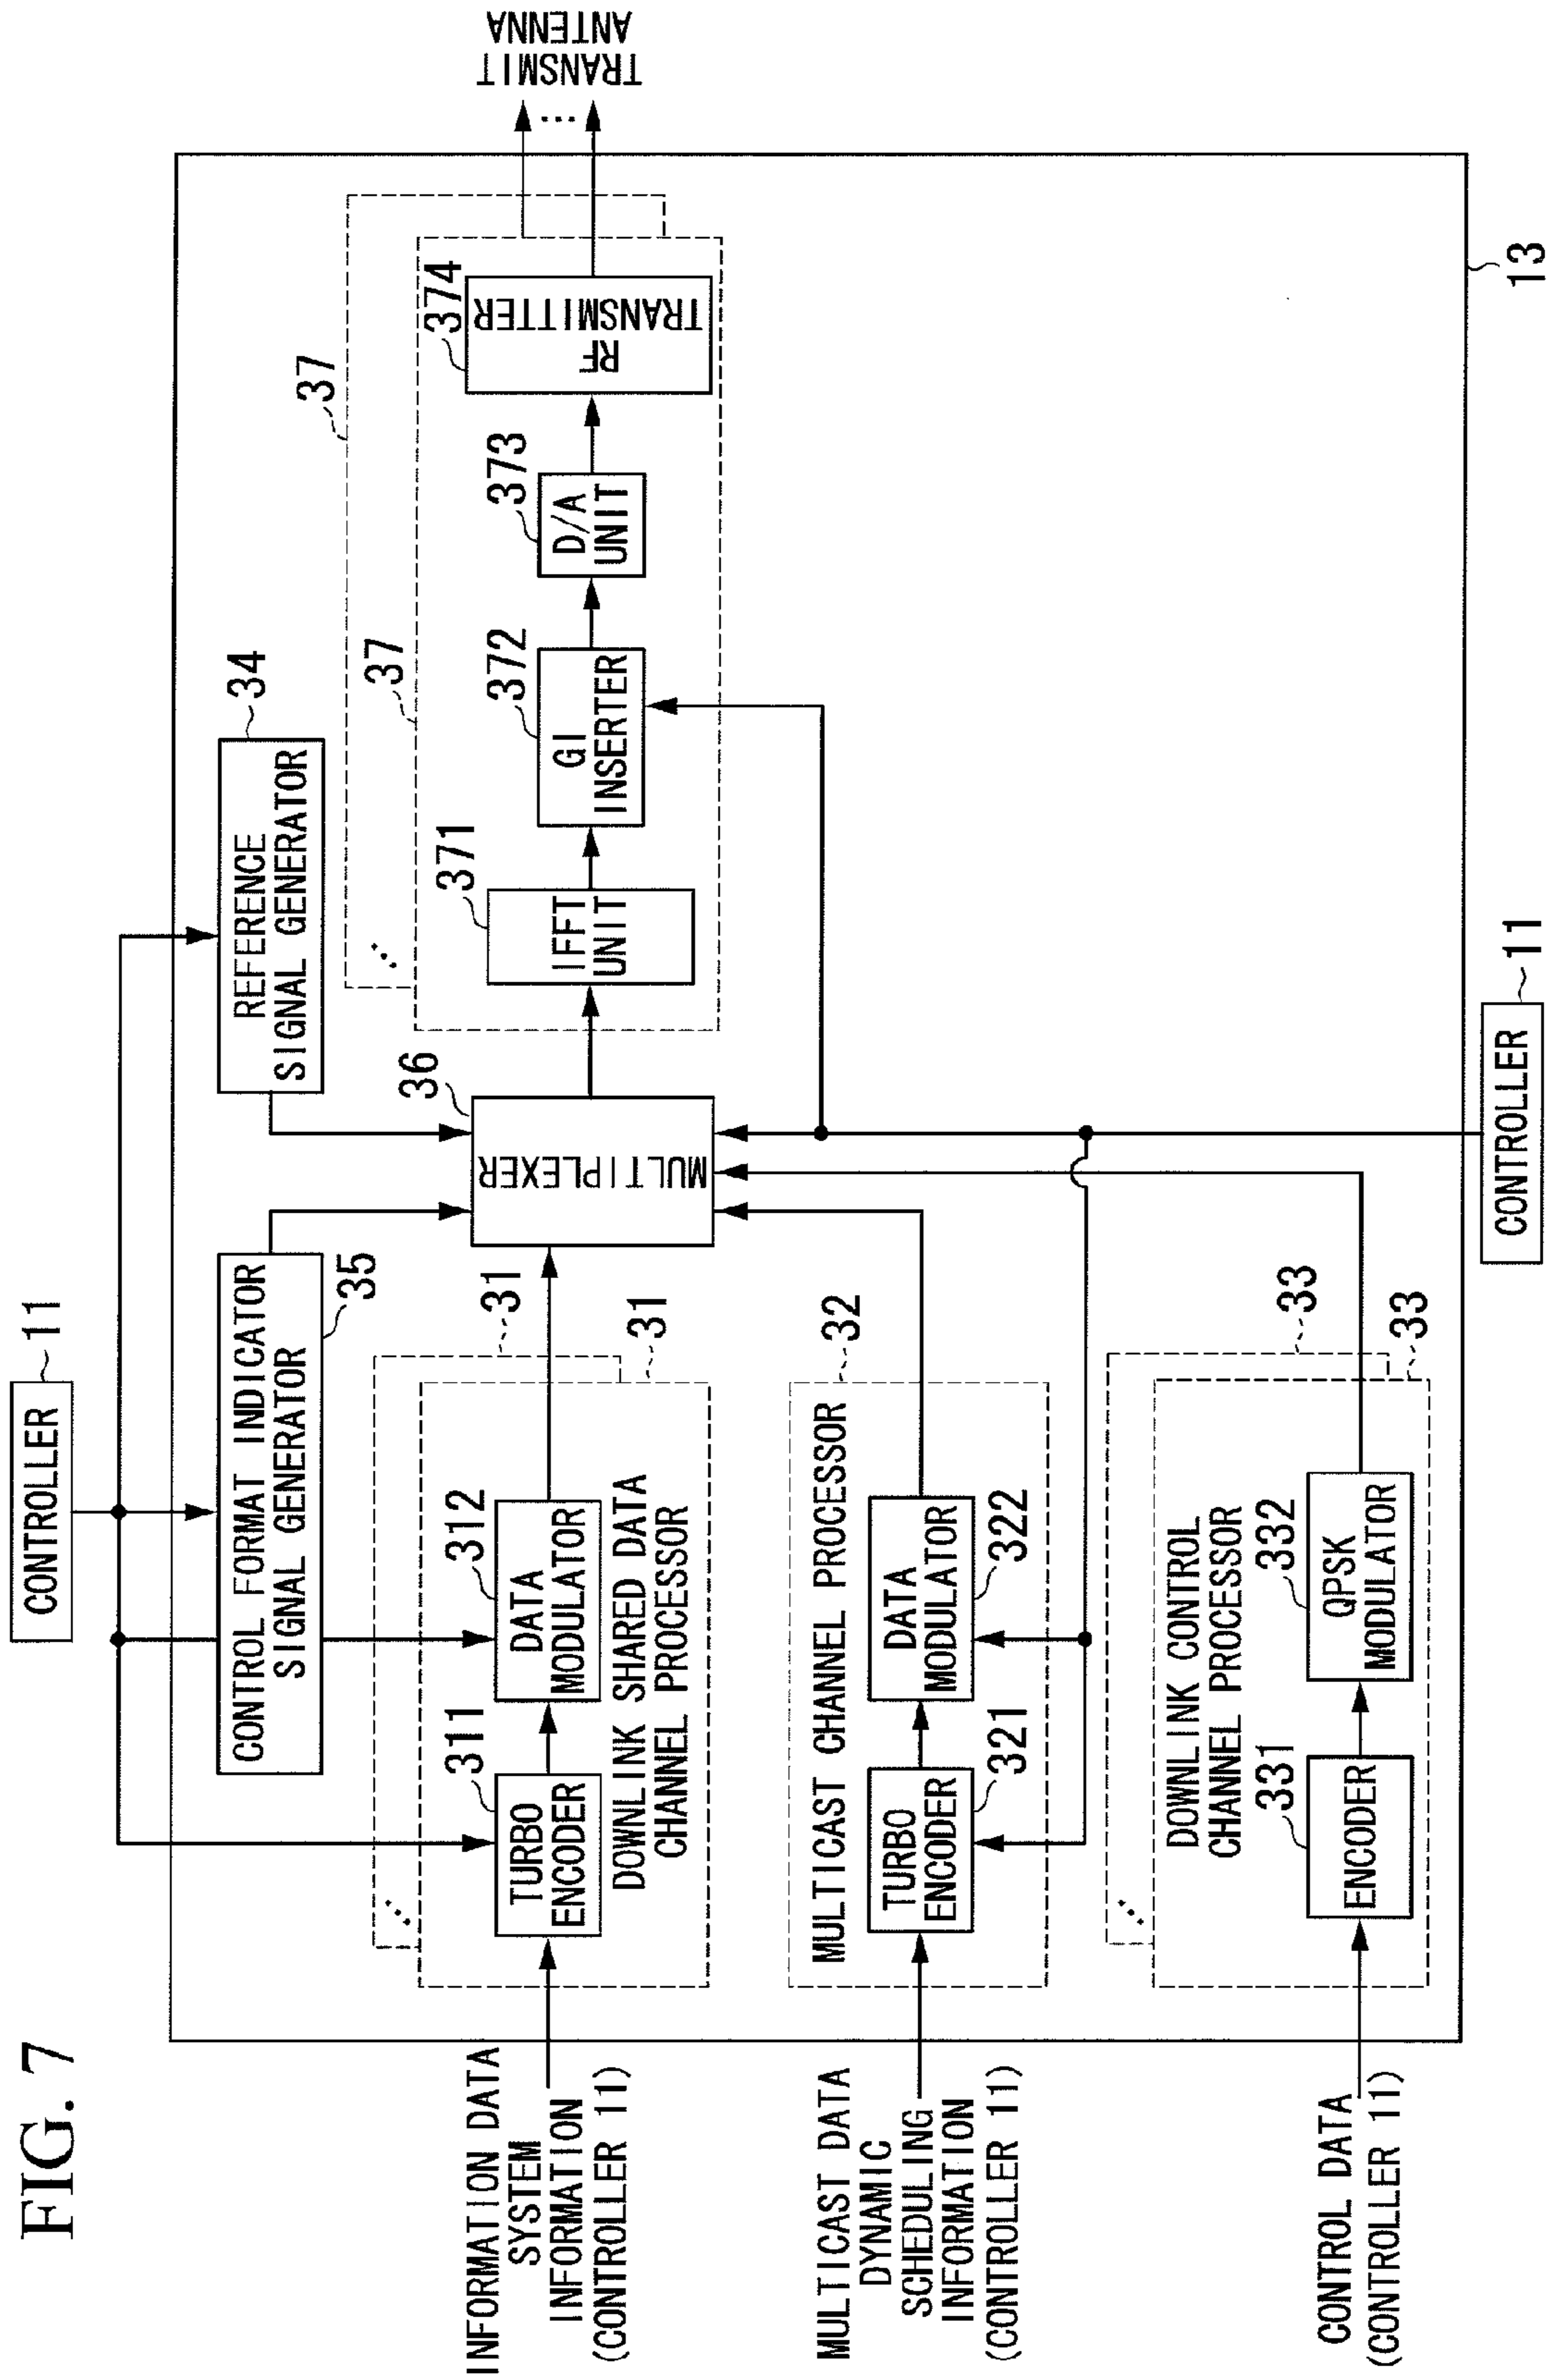 FIG. 7
CONTROLLER
11
CONTROL FORMAT INDICATOR
SIGNAL GENERATOR
35
REFERENCE
SIGNAL GENERATOR
34
INFORMATION DATA
SYSTEM
INFORMATION
(CONTROLLER 11)
TURBO
ENCODER
311
DATA
MODULATOR
312
DOWNLINK SHARED DATA
CHANNEL PROCESSOR
31
31
MULTICAST DATA
DYNAMIC
SCHEDULING
INFORMATION
(CONTROLLER 11)
MULTICAST CHANNEL PROCESSOR
32
TURBO
ENCODER
321
DATA
MODULATOR
322
CONTROL DATA
(CONTROLLER 11)
DOWNLINK CONTROL
CHANNEL PROCESSOR
33
33
ENCODER
331
QPSK
MODULATOR
332
MULTIPLEXER
36
37
37
IFFT
UNIT
371
GI
INSERTER
372
D/A
UNIT
373
RF
TRANSMITTER
374
TRANSMIT
ANTENNA
CONTROLLER
11
13